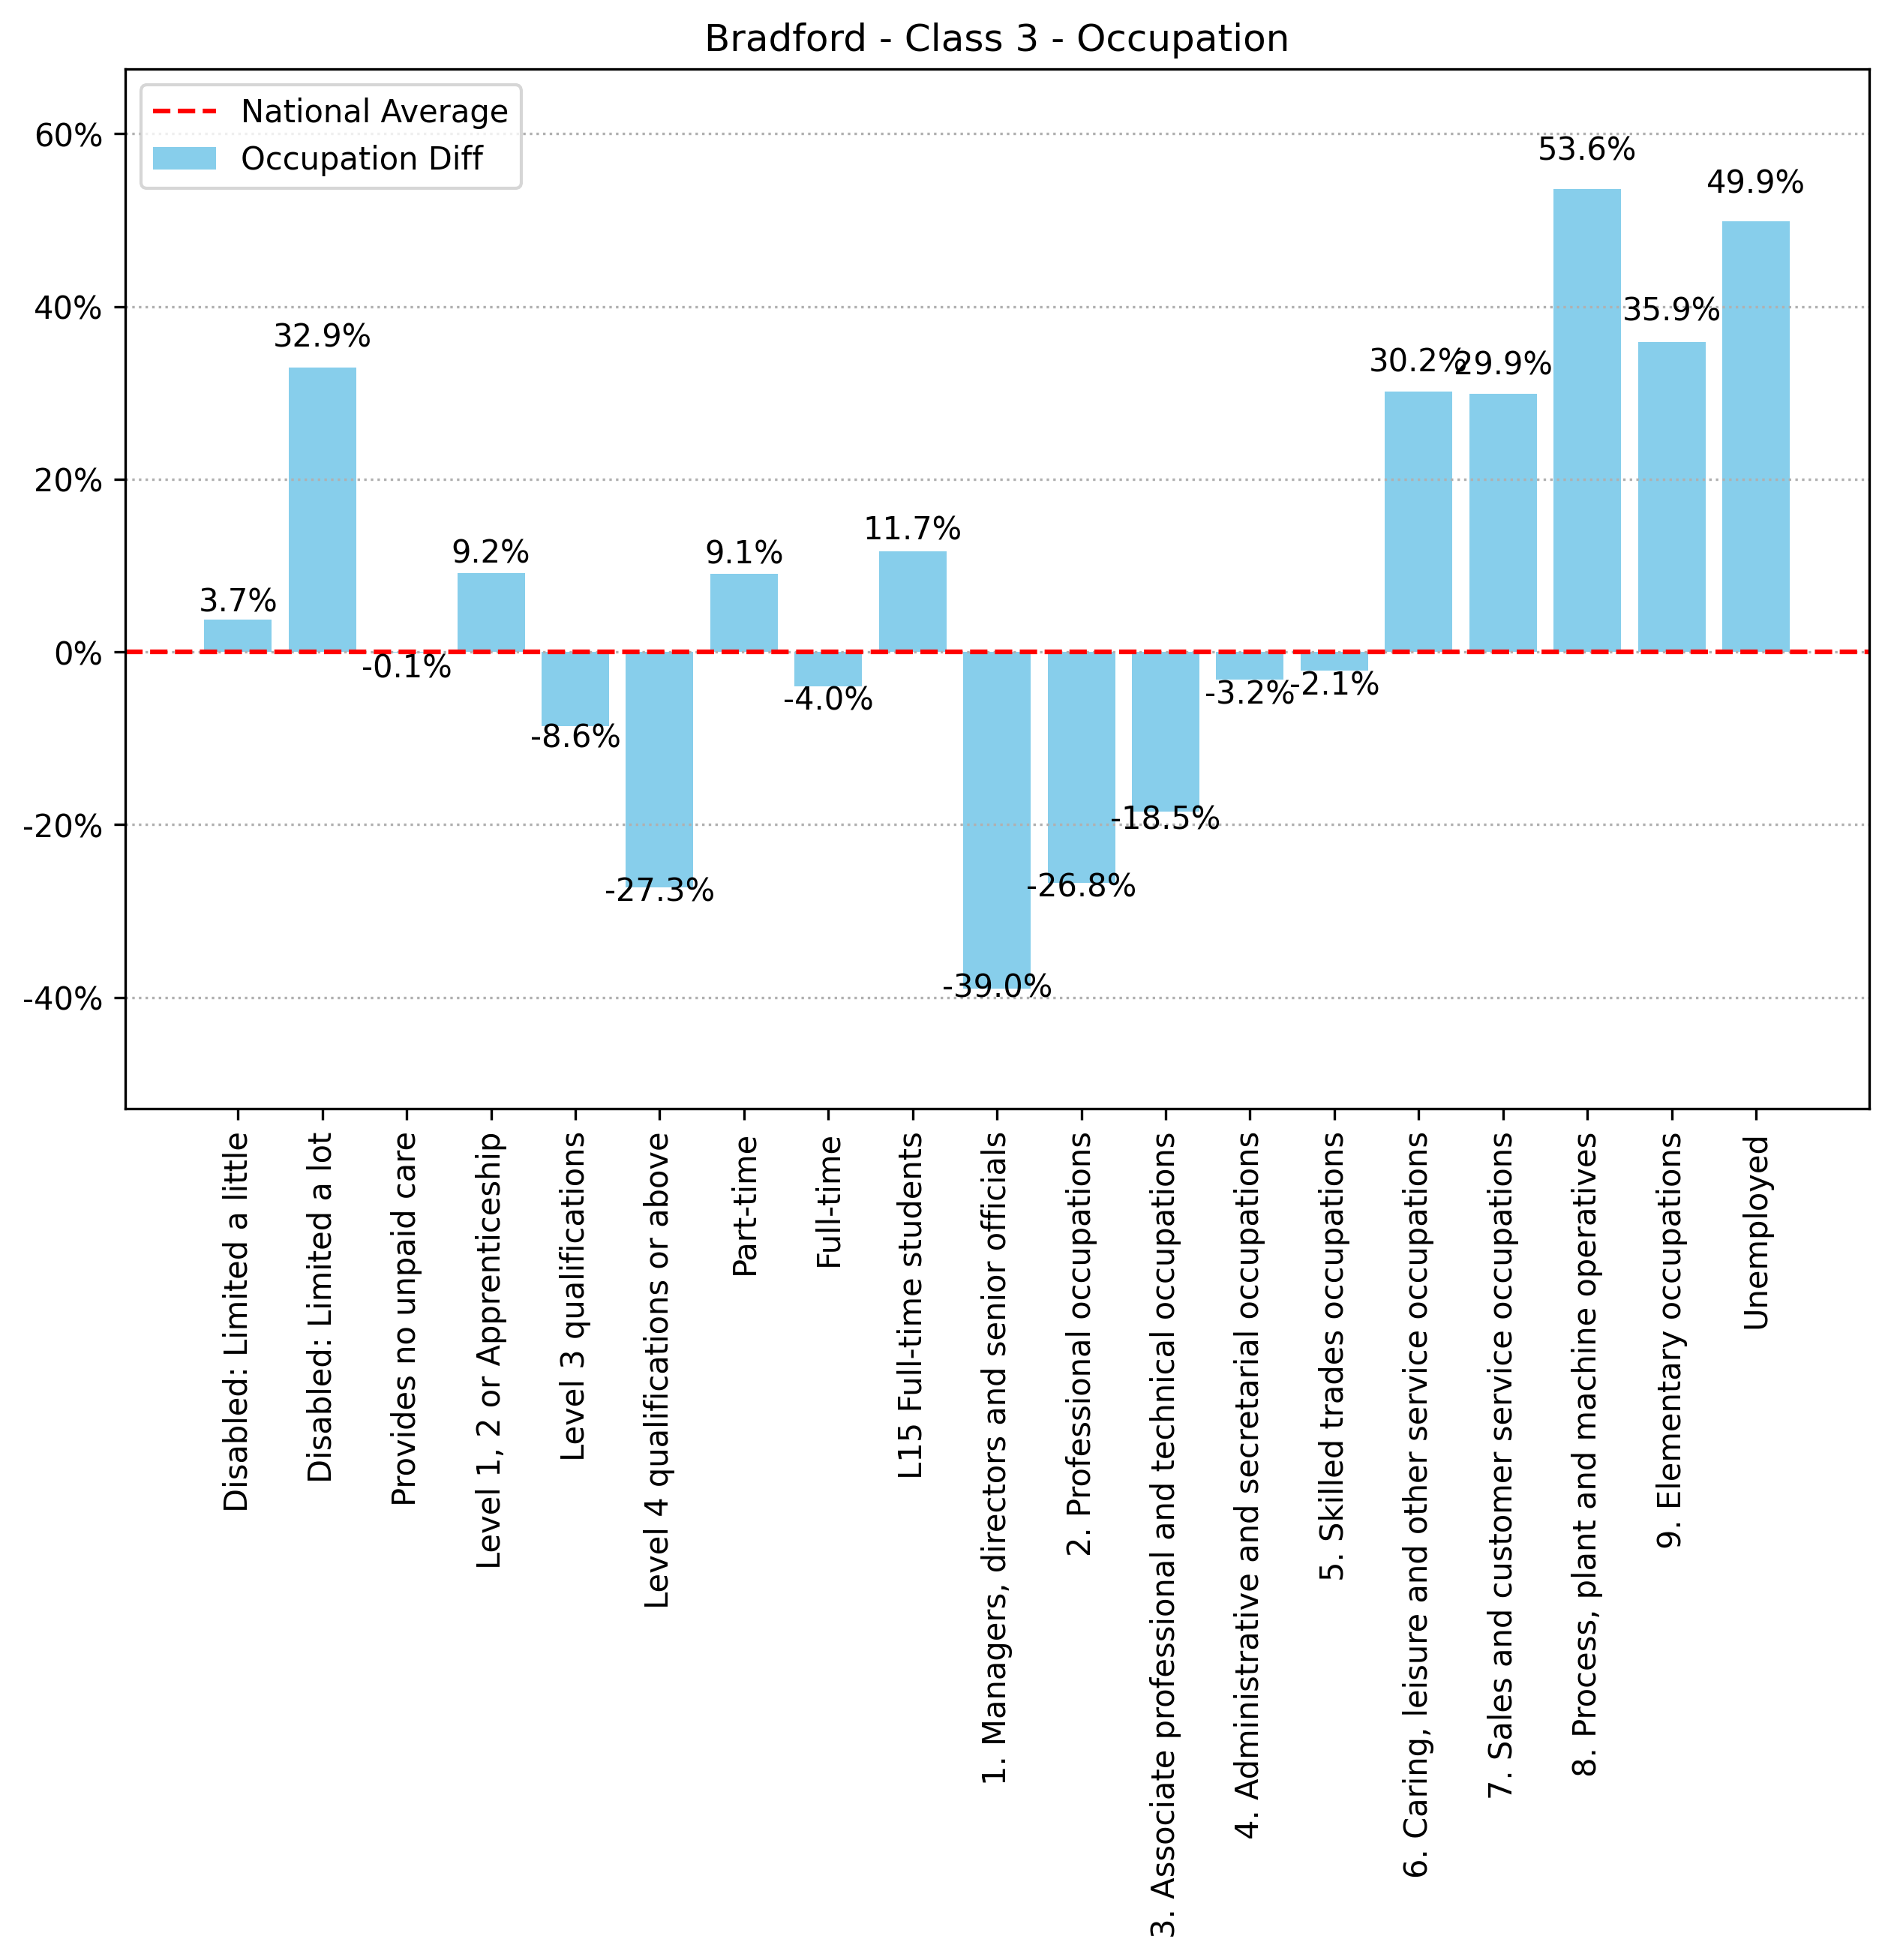 Bradford - Class 3 - Occupation
National Average
Occupation Diff
60%
40%
20%
0%
-20%
-40%
3.7%
32.9%
-0.1%
9.2%
-8.6%
-27.3%
9.1%
-4.0%
11.7%
-39.0%
-26.8%
-18.5%
-3.2%
-2.1%
30.2%
29.9%
53.6%
35.9%
49.9%
Disabled: Limited a little
Disabled: Limited a lot
Provides no unpaid care
Level 1, 2 or Apprenticeship
Level 3 qualifications
Level 4 qualifications or above
Part-time
Full-time
L15 Full-time students
1. Managers, directors and senior officials
2. Professional occupations
3. Associate professional and technical occupations
4. Administrative and secretarial occupations
5. Skilled trades occupations
6. Caring, leisure and other service occupations
7. Sales and customer service occupations
8. Process, plant and machine operatives
9. Elementary occupations
Unemployed